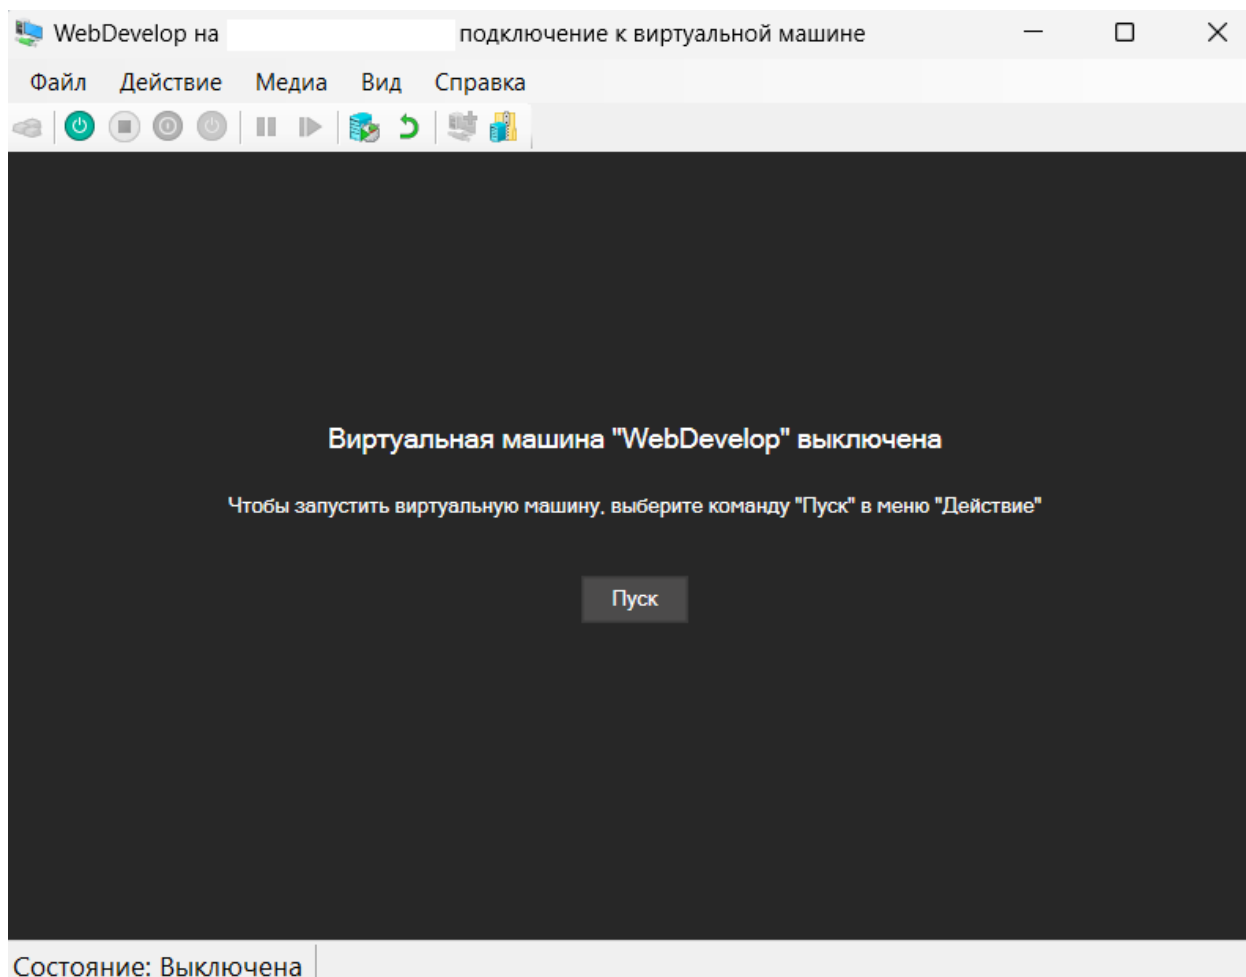 WebDevelop на подключение к виртуальной машине
Файл Действие Медиа Вид Справка
Виртуальная машина "WebDevelop" выключена
Чтобы запустить виртуальную машину, выберите команду "Пуск" в меню "Действие"
Пуск
Состояние: Выключена